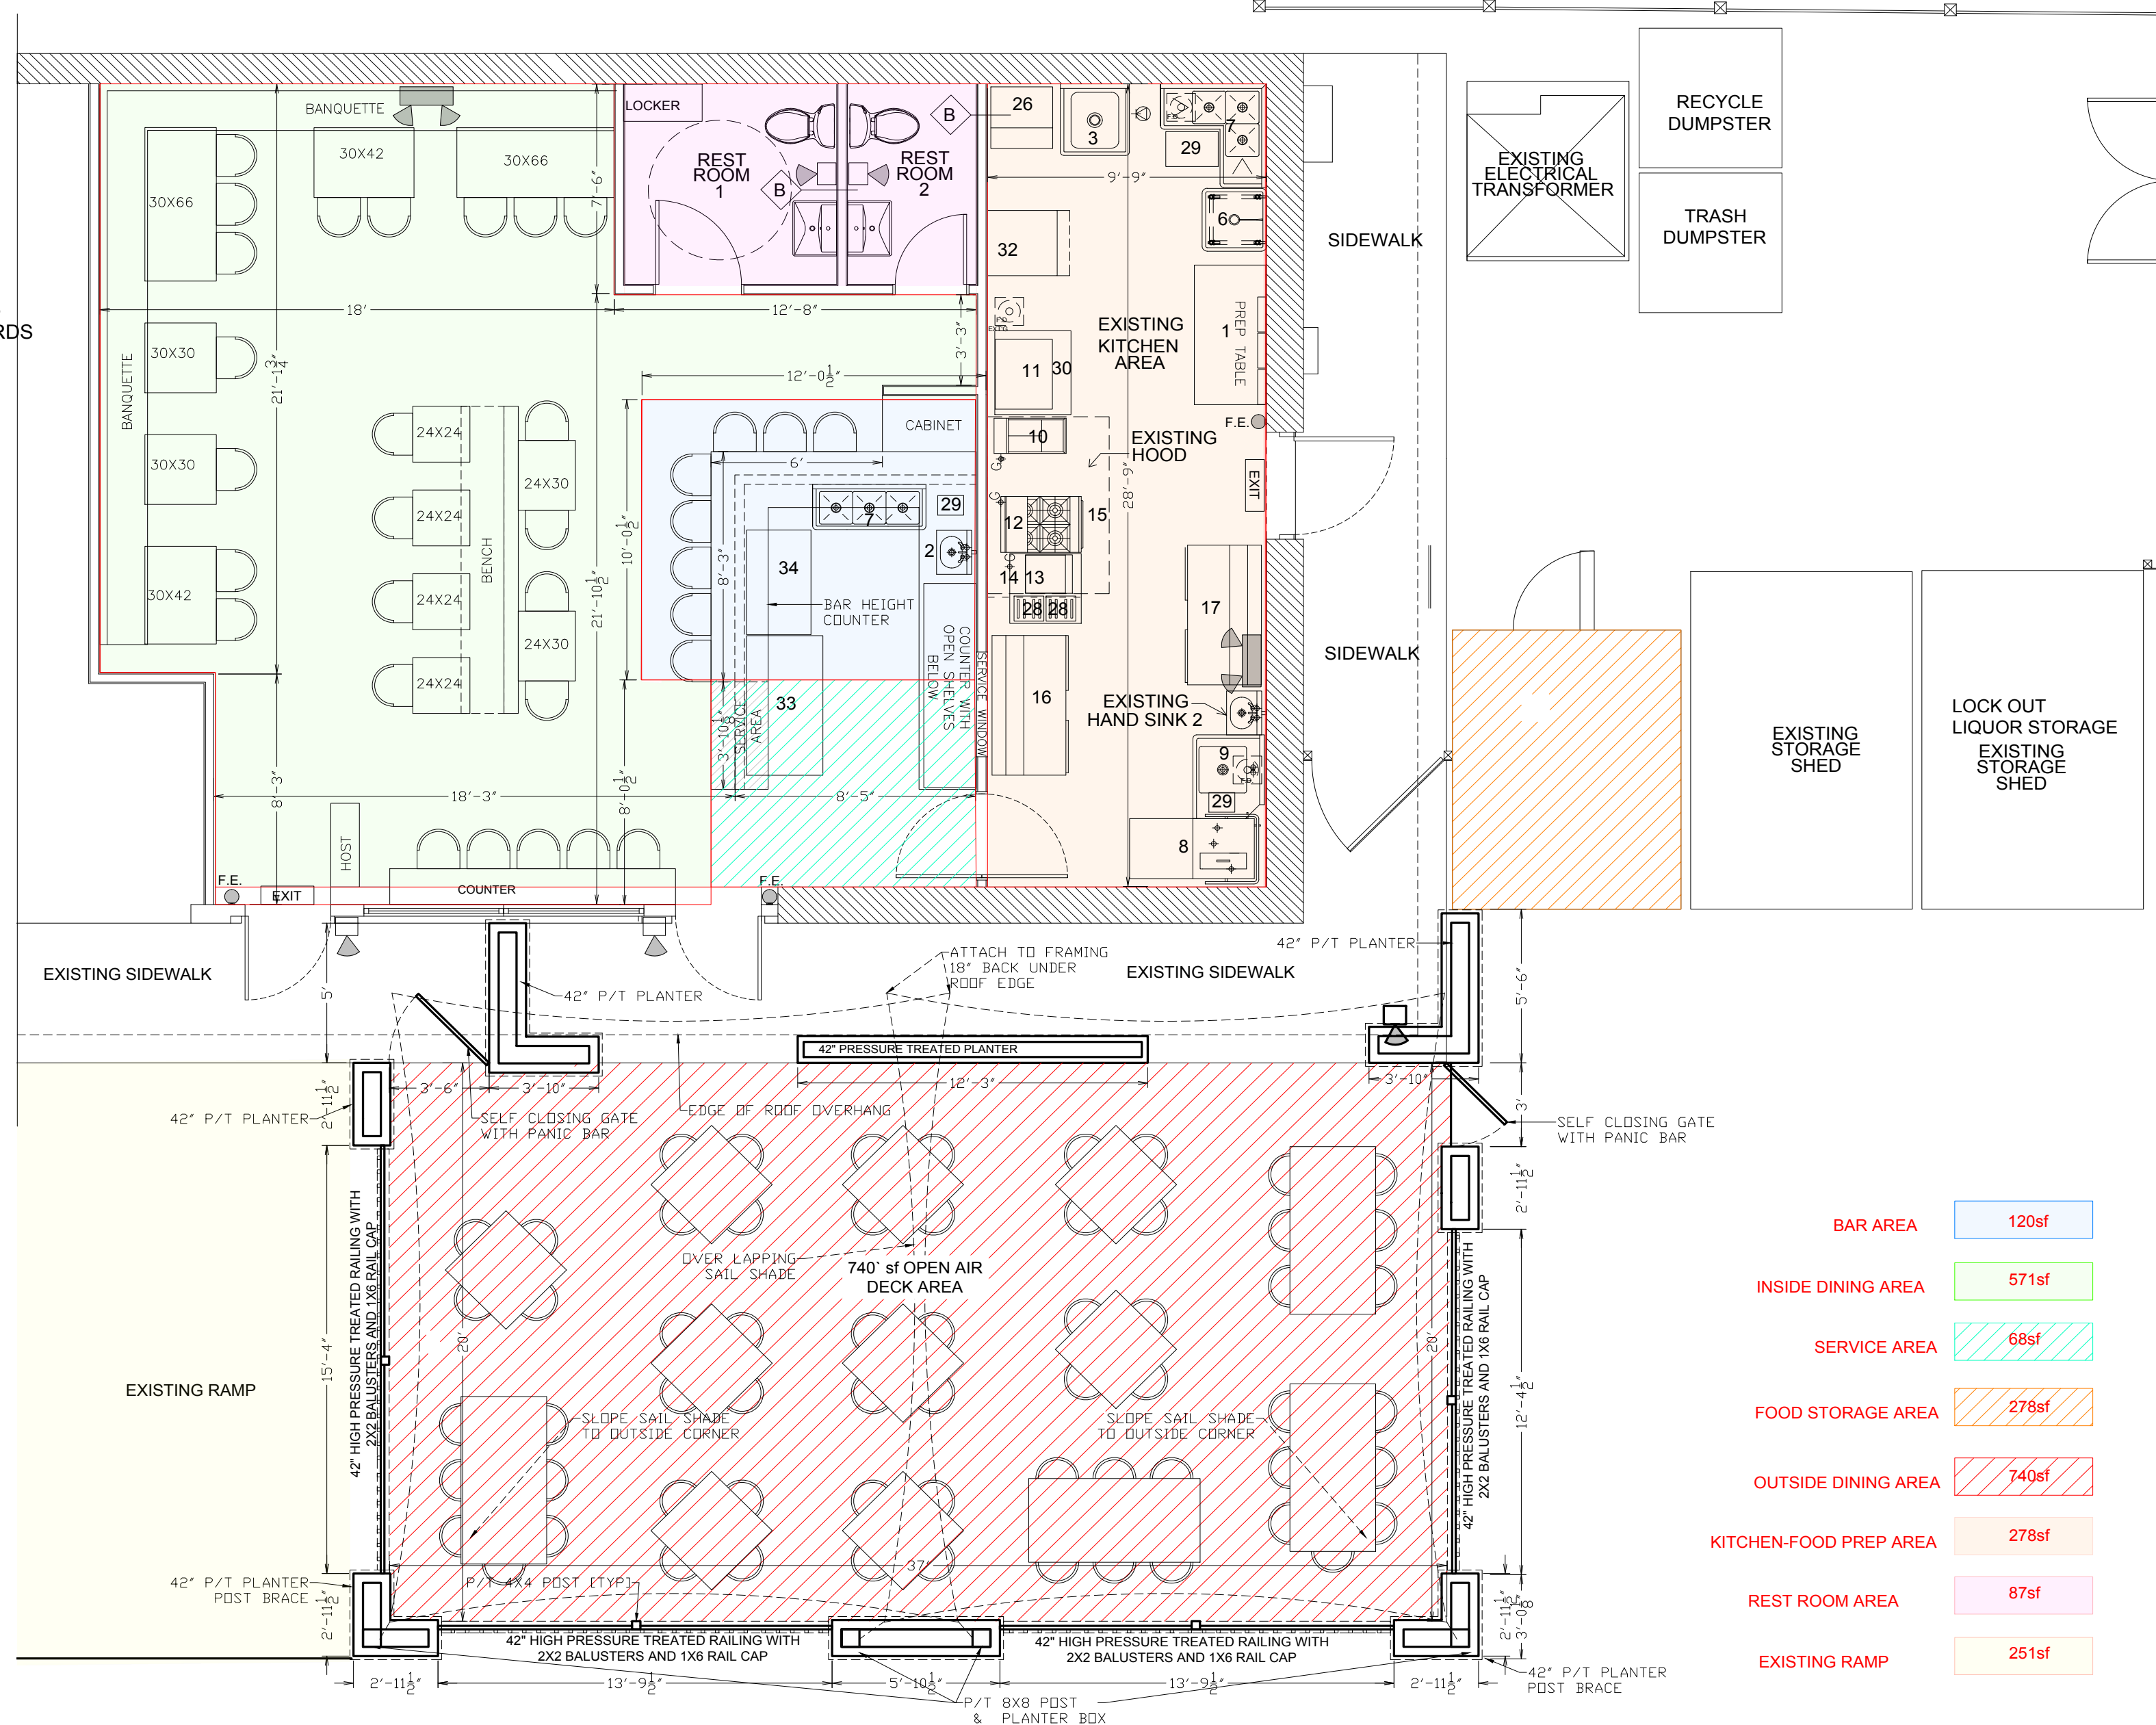 RECYCLE
DUMPSTER
TRASH
DUMPSTER
EXISTING
ELECTRICAL
TRANSFORMER
SIDEWALK
RDS
BANQUETTE
LOCKER
30X42
30X66
30X66
REST
ROOM
1
REST
ROOM
2
B
B
7'-6"
26
3
7
29
9'-9"
6
32
18'
12'-8"
3'-3"
EXISTING
KITCHEN
AREA
1
PREP TABLE
11
30
BANQUETTE
30X30
21'-1 3/4"
12'-0 1/2"
CABINET
F.E.
10
EXISTING
HOOD
G
24X24
30X30
24X30
6'
28'-9"
EXIT
24X24
BENCH
10'-0 1/2"
8'-3"
7
29
2
G
12
15
34
BAR HEIGHT
COUNTER
G
14
13
28
28
30X42
24X24
24X30
24X24
21'-10 1/2"
COUNTER WITH
OPEN SHELVES
BELOW
SERVICE WINDOW
17
SIDEWALK
16
EXISTING
HAND SINK 2
33
SERVICE
AREA
3'-10 1/8"
8'-3"
18'-3"
8'-0 1/2"
8'-5"
9
29
8
HOST
F.E.
EXIT
COUNTER
F.E.
EXISTING
STORAGE
SHED
LOCK OUT
LIQUOR STORAGE
EXISTING
STORAGE
SHED
EXISTING SIDEWALK
5'
42" P/T PLANTER
ATTACH TO FRAMING
18" BACK UNDER
ROOF EDGE
EXISTING SIDEWALK
42" P/T PLANTER
5'-6"
42" PRESSURE TREATED PLANTER
3'-6"
3'-10"
12'-3"
3'-10"
3'
2'-11 1/2"
42" P/T PLANTER
SELF CLOSING GATE
WITH PANIC BAR
EDGE OF ROOF OVERHANG
SELF CLOSING GATE
WITH PANIC BAR
2'-11 1/2"
42" HIGH PRESSURE TREATED RAILING WITH
2X2 BALUSTERS AND 1X6 RAIL CAP
OVER LAPPING
SAIL SHADE
740` sf OPEN AIR
DECK AREA
42" HIGH PRESSURE TREATED RAILING WITH
2X2 BALUSTERS AND 1X6 RAIL CAP
15'-4"
20'
20'
12'-4 1/2"
EXISTING RAMP
SLOPE SAIL SHADE
TO OUTSIDE CORNER
SLOPE SAIL SHADE
TO OUTSIDE CORNER
37'
42" P/T PLANTER
POST BRACE
P/T 4X4 POST [TYP]
2'-11 1/2"
2'-11 1/2"
3'-0 1/8"
42" HIGH PRESSURE TREATED RAILING WITH
2X2 BALUSTERS AND 1X6 RAIL CAP
42" HIGH PRESSURE TREATED RAILING WITH
2X2 BALUSTERS AND 1X6 RAIL CAP
2'-11 1/2"
13'-9 1/2"
5'-10 1/2"
13'-9 1/2"
2'-11 1/2"
42" P/T PLANTER
POST BRACE
P/T 8X8 POST
& PLANTER BOX
BAR AREA 120sf
INSIDE DINING AREA 571sf
SERVICE AREA 68sf
FOOD STORAGE AREA 278sf
OUTSIDE DINING AREA 740sf
KITCHEN-FOOD PREP AREA 278sf
REST ROOM AREA 87sf
EXISTING RAMP 251sf